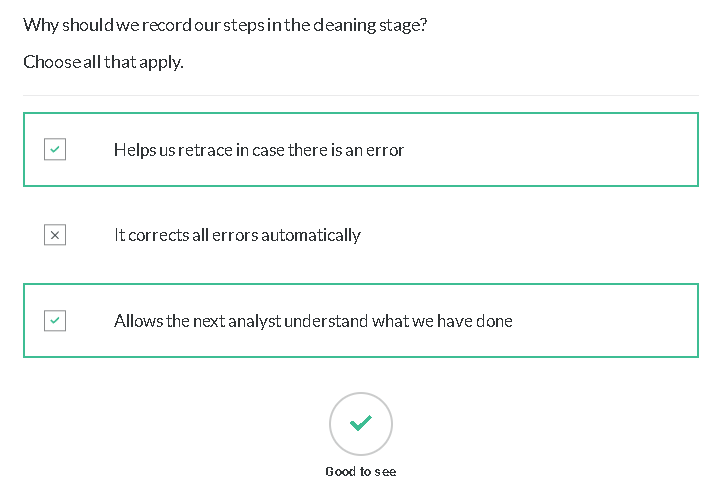 Why should we record our steps in the cleaning stage?
Choose all that apply.
Helps us retrace in case there is an error
It corrects all errors automatically
Allows the next analyst understand what we have done
Good to see